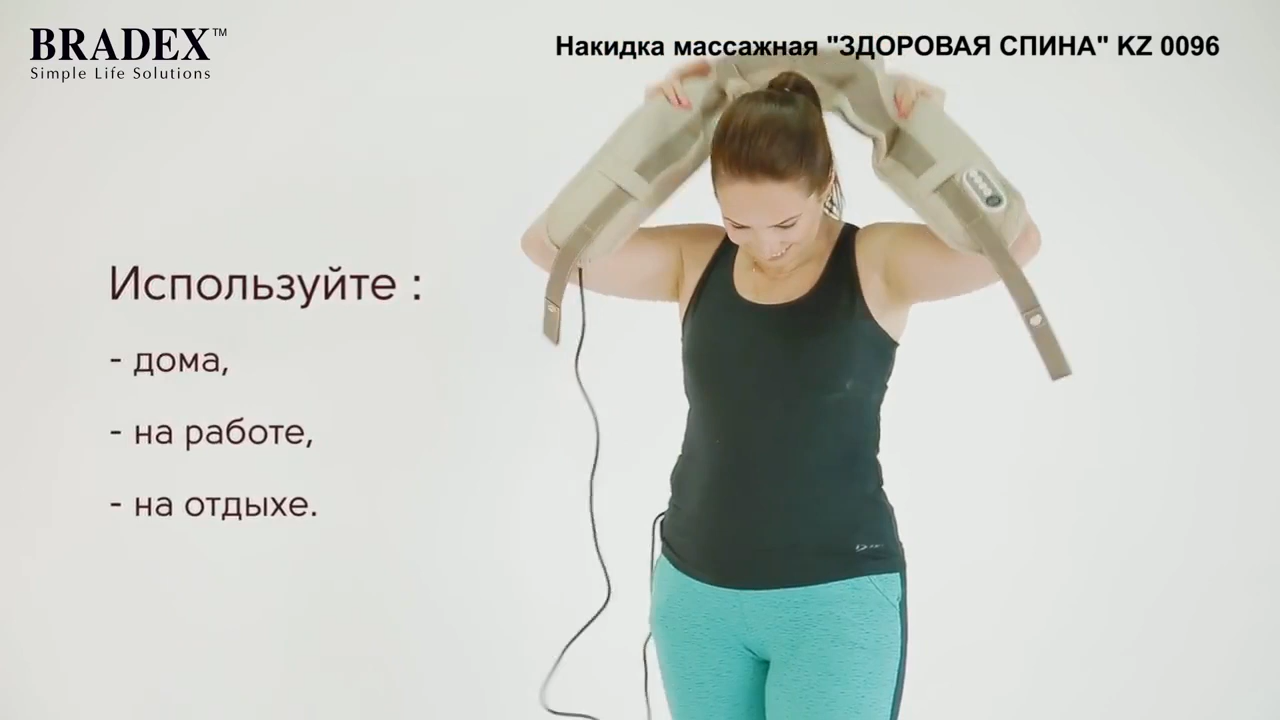 BRADEX™
Simple Life Solutions
Накидка массажная "ЗДОРОВАЯ СПИНА" KZ 0096
Используйте :
- дома,
- на работе,
- на отдыхе.